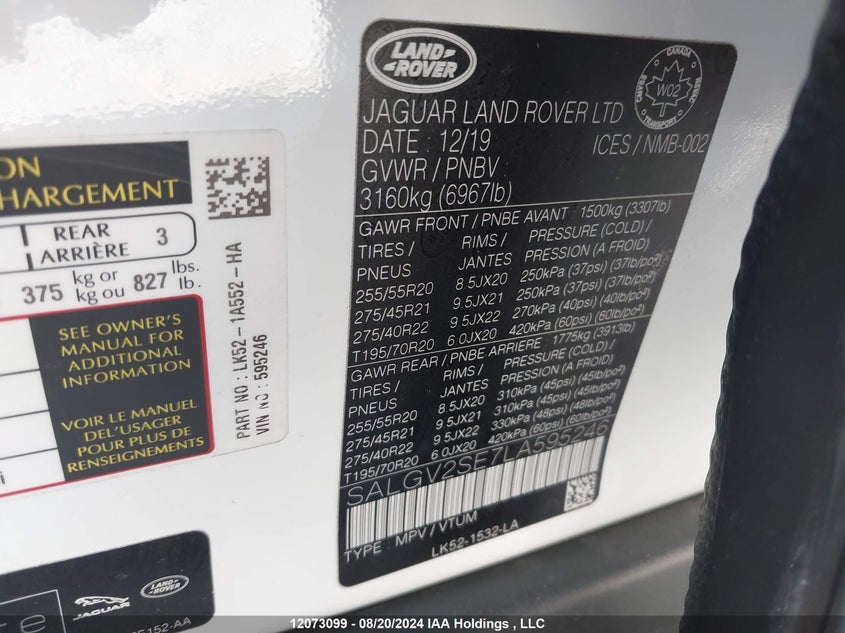 ON
HARGEMENT
REAR
ARRIÈRE 3
375 kg or
kg ou 827 lbs.
lb.
SEE OWNER'S
MANUAL FOR
ADDITIONAL
INFORMATION
VOIR LE MANUEL
DEL'USAGER
POUR PLUS DE
RENSEIGNEMENTS
PART NO : LK52-1A552-HA
VIN NO : 595246
LAND
ROVER
CANADA
W02
JAGUAR LAND ROVER LTD
DATE : 12/19
ICES / NMB-002
GVWR / PNBV
3160kg (6967lb)
GAWR FRONT / PNBE AVANT : 1500kg (3307lb)
TIRES / RIMS / PRESSURE (COLD) /
PNEUS JANTES PRESSION (A FROID)
255/55R20 8 5JX20 250kPa (37psi) (37lb/po²)
275/45R21 9 5JX21 250kPa (37psi) (37lb/po²)
275/40R22 9 5JX22 270kPa (40psi) (40lb/po²)
T195/70R20 6 0JX20 420kPa (60psi) (60lb/po²)
GAWR REAR / PNBE ARRIERE : 1775kg (3913lb)
TIRES / RIMS / PRESSURE (COLD) /
PNEUS JANTES PRESSION (A FROID)
255/55R20 8 5JX20 310kPa (45psi) (45lb/po²)
275/45R21 9 5JX21 310kPa (45psi) (45lb/po²)
275/40R22 9 5JX22 330kPa (48psi) (48lb/po²)
T195/70R20 6 0JX20 420kPa (60psi) (60lb/po²)
SALGV2SE7LA595246
TYPE : MPV / VTUM
LK52-1532-LA
JAGUAR
LAND
ROVER
152-AA
12073099 - 08/20/2024 IAA Holdings , LLC